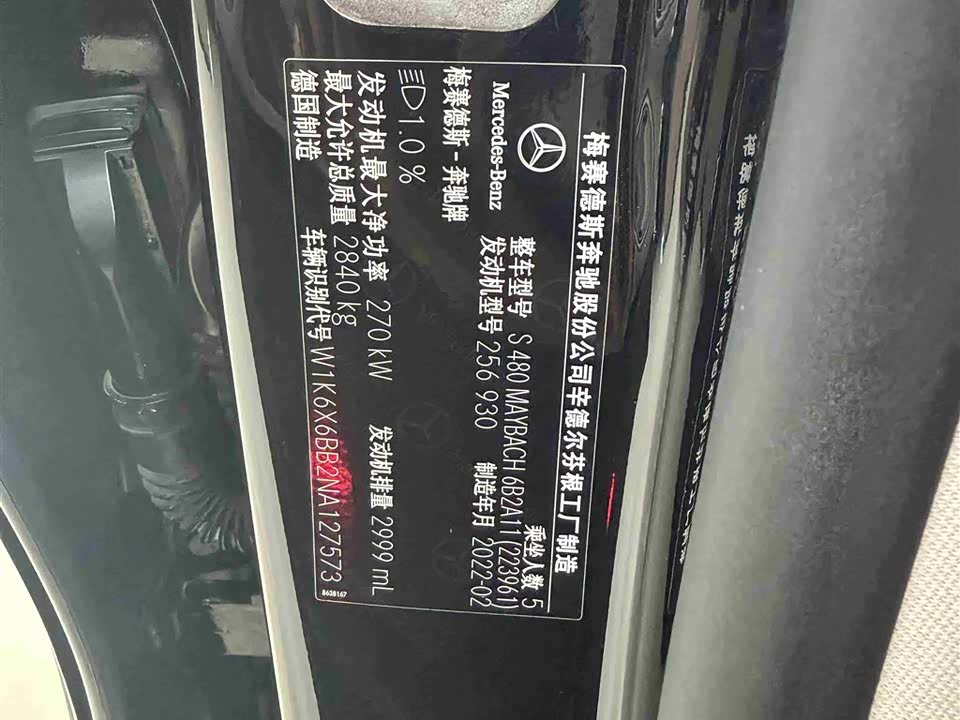 梅赛德斯奔驰股份公司辛德尔芬根工厂制造
Mercedes-Benz
梅赛德斯－奔驰牌
整车型号 S 480 MAYBACH 6B2A11(223961)
乘坐人数 5
发动机型号 256 930
制造年月 2022-02
1.0 %
发动机最大净功率 270 kW
发动机排量 2999 mL
最大允许总质量 2840 kg
德国制造
车辆识别代号 W1K6X6BB2NA127573
8638167